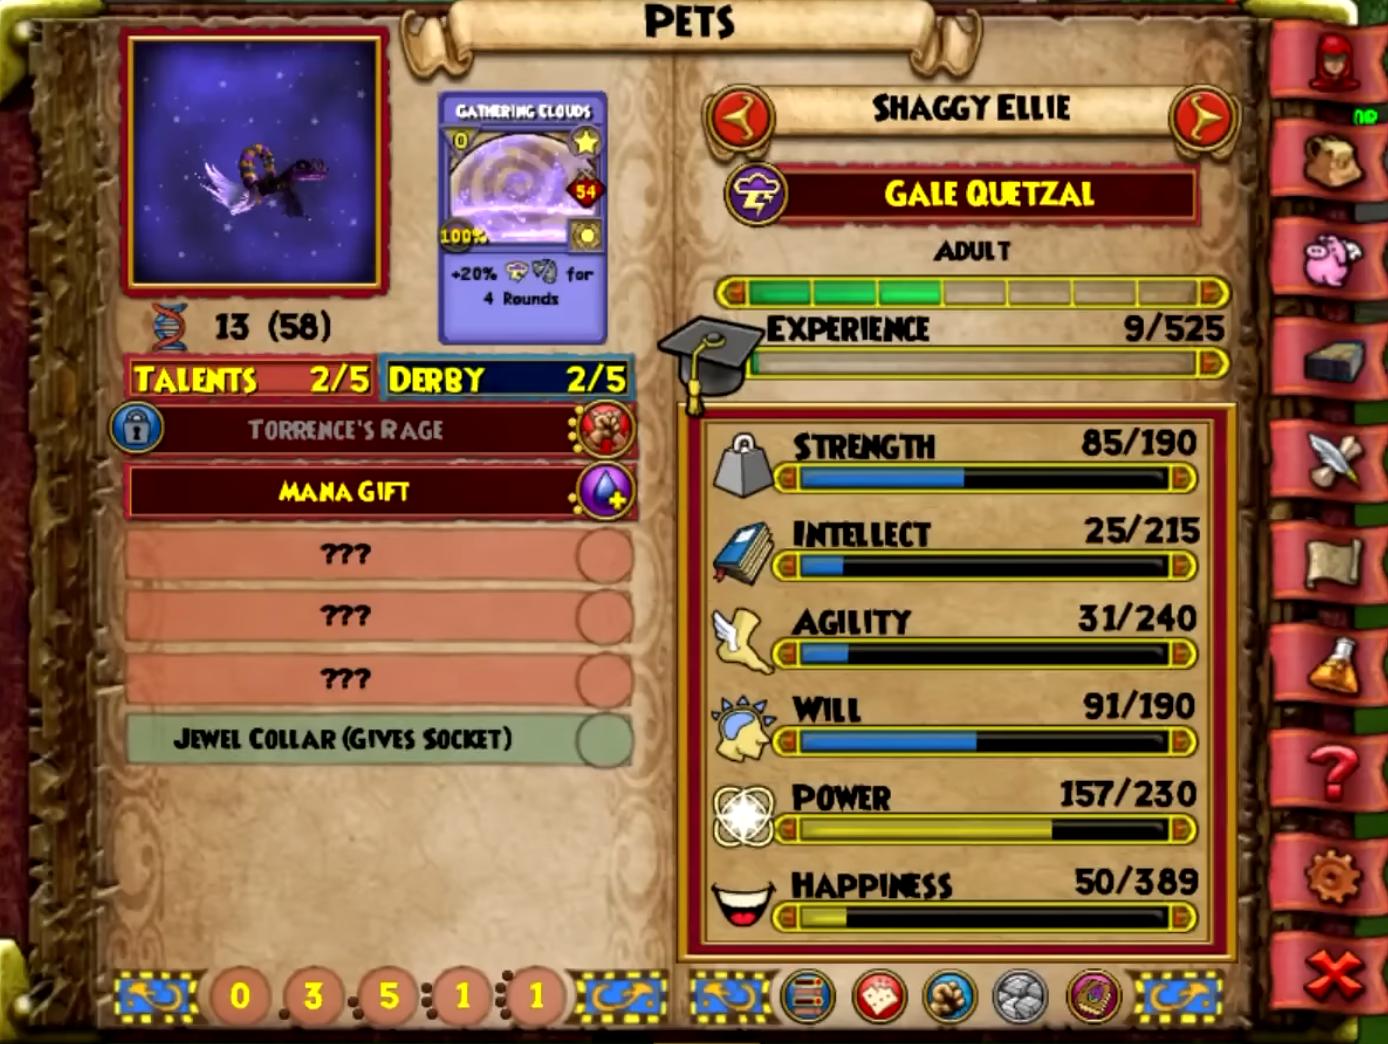 PETS
GATHERING CLOUDS
0
54
100%
+20% for
4 Rounds
13 (58)
TALENTS 2/5
DERBY 2/5
TORRENCE'S RAGE
MANA GIFT
???
???
???
JEWEL COLLAR (GIVES SOCKET)
0 3 5 1 1
SHAGGY ELLIE
GALE QUETZAL
ADULT
EXPERIENCE 9/525
STRENGTH 85/190
INTELLECT 25/215
AGILITY 31/240
WILL 91/190
POWER 157/230
HAPPINESS 50/389
?